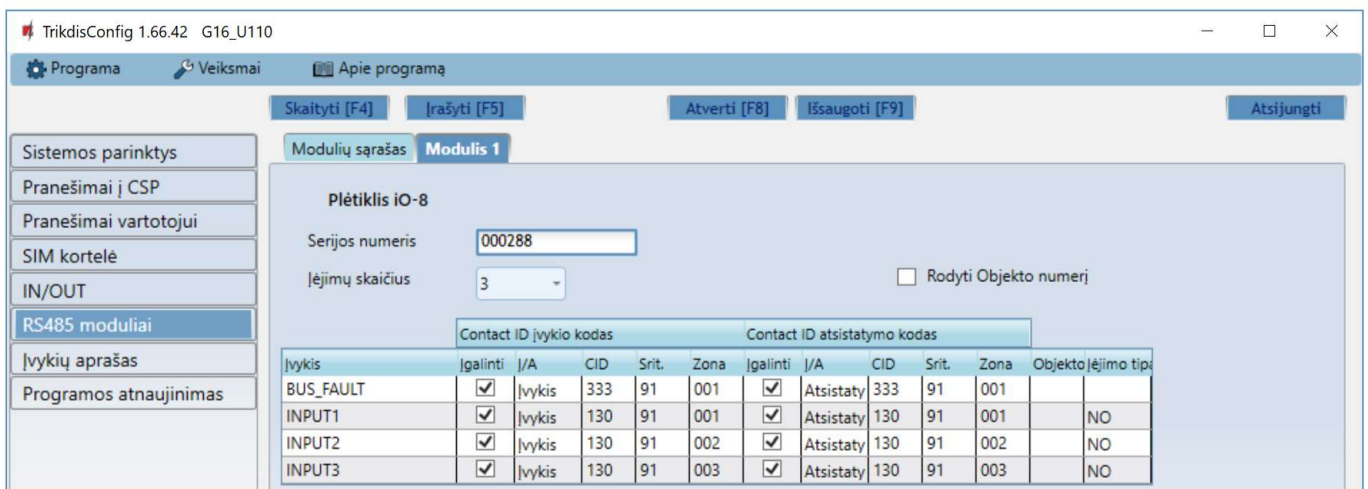 TrikdisConfig 1.66.42 G16_U110
Programa Veiksmai Apie programą
Skaityti [F4] Įrašyti [F5] Atverti [F8] Išsaugoti [F9] Atsijungti
Sistemos parinktys
Pranešimai į CSP
Pranešimai vartotojui
SIM kortelė
IN/OUT
RS485 moduliai
Įvykių aprašas
Programos atnaujinimas
Modulių sąrašas Modulis 1
Plėtiklis iO-8
Serijos numeris 000288
Įėjimų skaičius 3 Rodyti Objekto numerį
Contact ID įvykio kodas Contact ID atsistatymo kodas
Įvykis Įgalinti Į/A CID Srit. Zona Įgalinti Į/A CID Srit. Zona Objekto Įėjimo tipa
BUS_FAULT Įvykis 333 91 001 Atsistaty 333 91 001
INPUT1 Įvykis 130 91 001 Atsistaty 130 91 001 NO
INPUT2 Įvykis 130 91 002 Atsistaty 130 91 002 NO
INPUT3 Įvykis 130 91 003 Atsistaty 130 91 003 NO